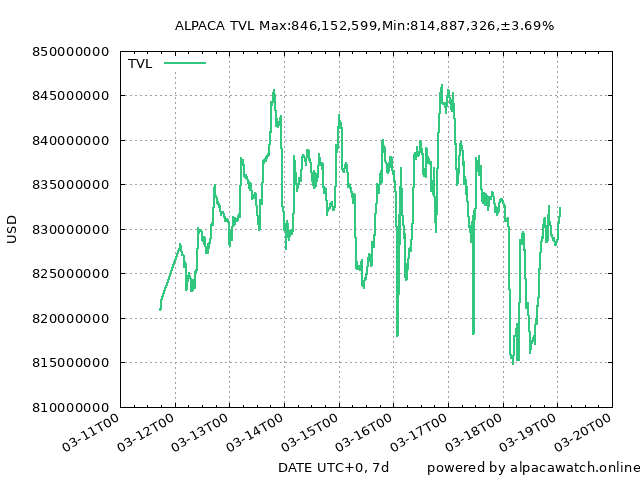 ALPACA TVL Max:846,152,599,Min:814,887,326,±3.69%
850000000
TVL
845000000
840000000
835000000
830000000
USD
825000000
820000000
815000000
810000000
03-11T00
03-12T00
03-13T00
03-14T00
03-15T00
03-16T00
03-17T00
03-18T00
03-19T00
03-20T00
DATE UTC+0, 7d
powered by alpacawatch.online